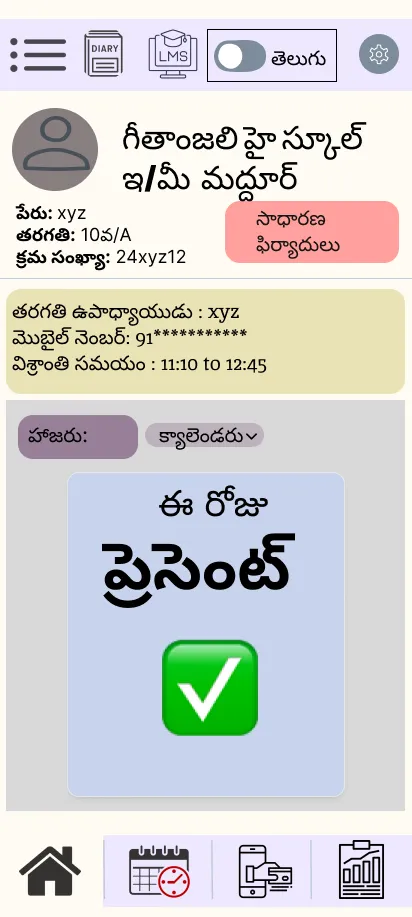 DIARY
LMS
తెలుగు
గీతాంజలి హై స్కూల్
ఇ/మీ మద్దూర్
పేరు: xyz
తరగతి: 10వ/A
క్రమ సంఖ్యా: 24xyz12
సాధారణ
ఫిర్యాదులు
తరగతి ఉపాధ్యాయుడు : xyz
మొబైల్ నెంబర్: 91***********
విశ్రాంతి సమయం : 11:10 to 12:45
హాజరు:
క్యాలెండరు
ఈ రోజు
ప్రెసెంట్